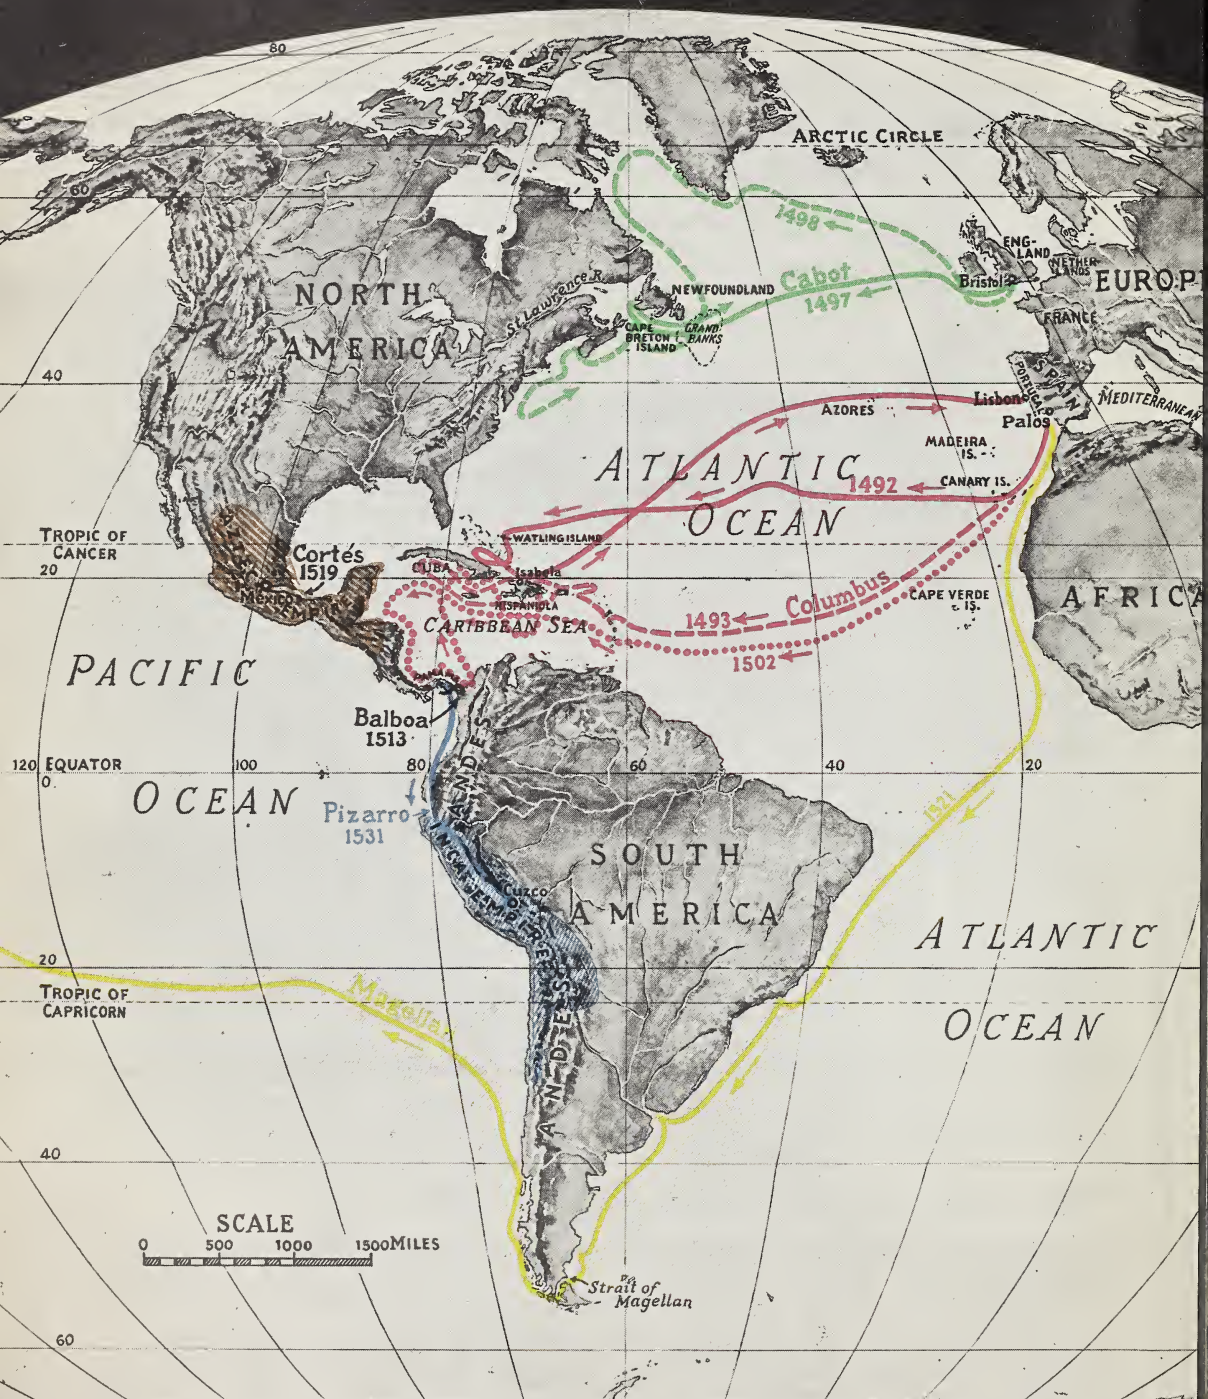 80
ARCTIC CIRCLE
60
1498
ENG-
LAND
NETHER-
LANDS
Bristol
EUROP
NEWFOUNDLAND
Cabot
1497
FRANCE
NORTH
AMERICA
St. Lawrence R.
CAPE
BRETON
ISLAND
GRAND
BANKS
40
SPAIN
PORTUGAL
MEDITERRANEAN
AZORES
Lisbon
Palos
MADEIRA
IS.
ATLANTIC
OCEAN
1492
CANARY IS.
WATLING ISLAND
TROPIC OF
CANCER
20
AZTEC
EMPIRE
Mexico
Cortés
1519
CUBA
Isabela
HISPANIOLA
CARIBBEAN SEA
1493
Columbus
1502
CAPE VERDE
IS.
AFRICA
PACIFIC
OCEAN
PANAMA
Balboa
1513
ANDES
120
EQUATOR
100
80
60
40
20
0
Pizarro
1531
INCA EMPIRE
Cuzco
SOUTH
AMERICA
1521
ATLANTIC
OCEAN
20
TROPIC OF
CAPRICORN
Magellan
ANDES
40
SCALE
0 500 1000 1500 MILES
Strait of
Magellan
60